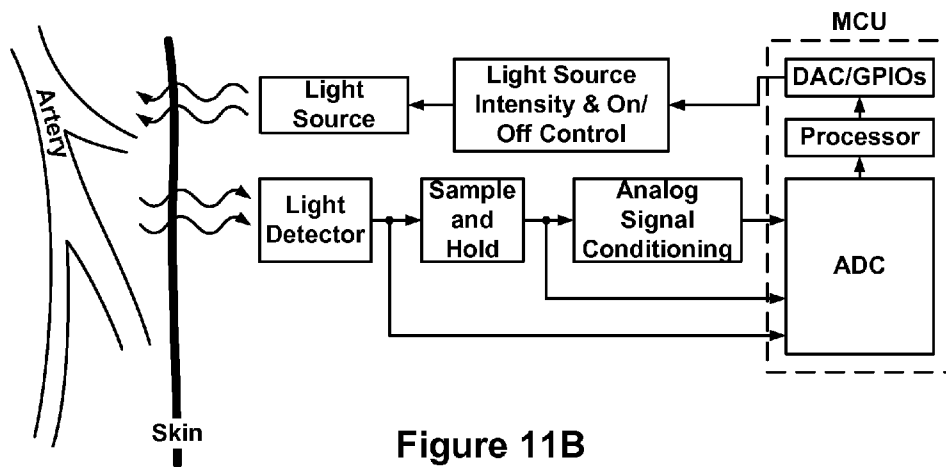 MCU
Artery
Light
Source
Light Source
Intensity & On/
Off Control
DAC/GPIOs
Processor
Light
Detector
Sample
and
Hold
Analog
Signal
Conditioning
ADC
Skin
Figure 11B